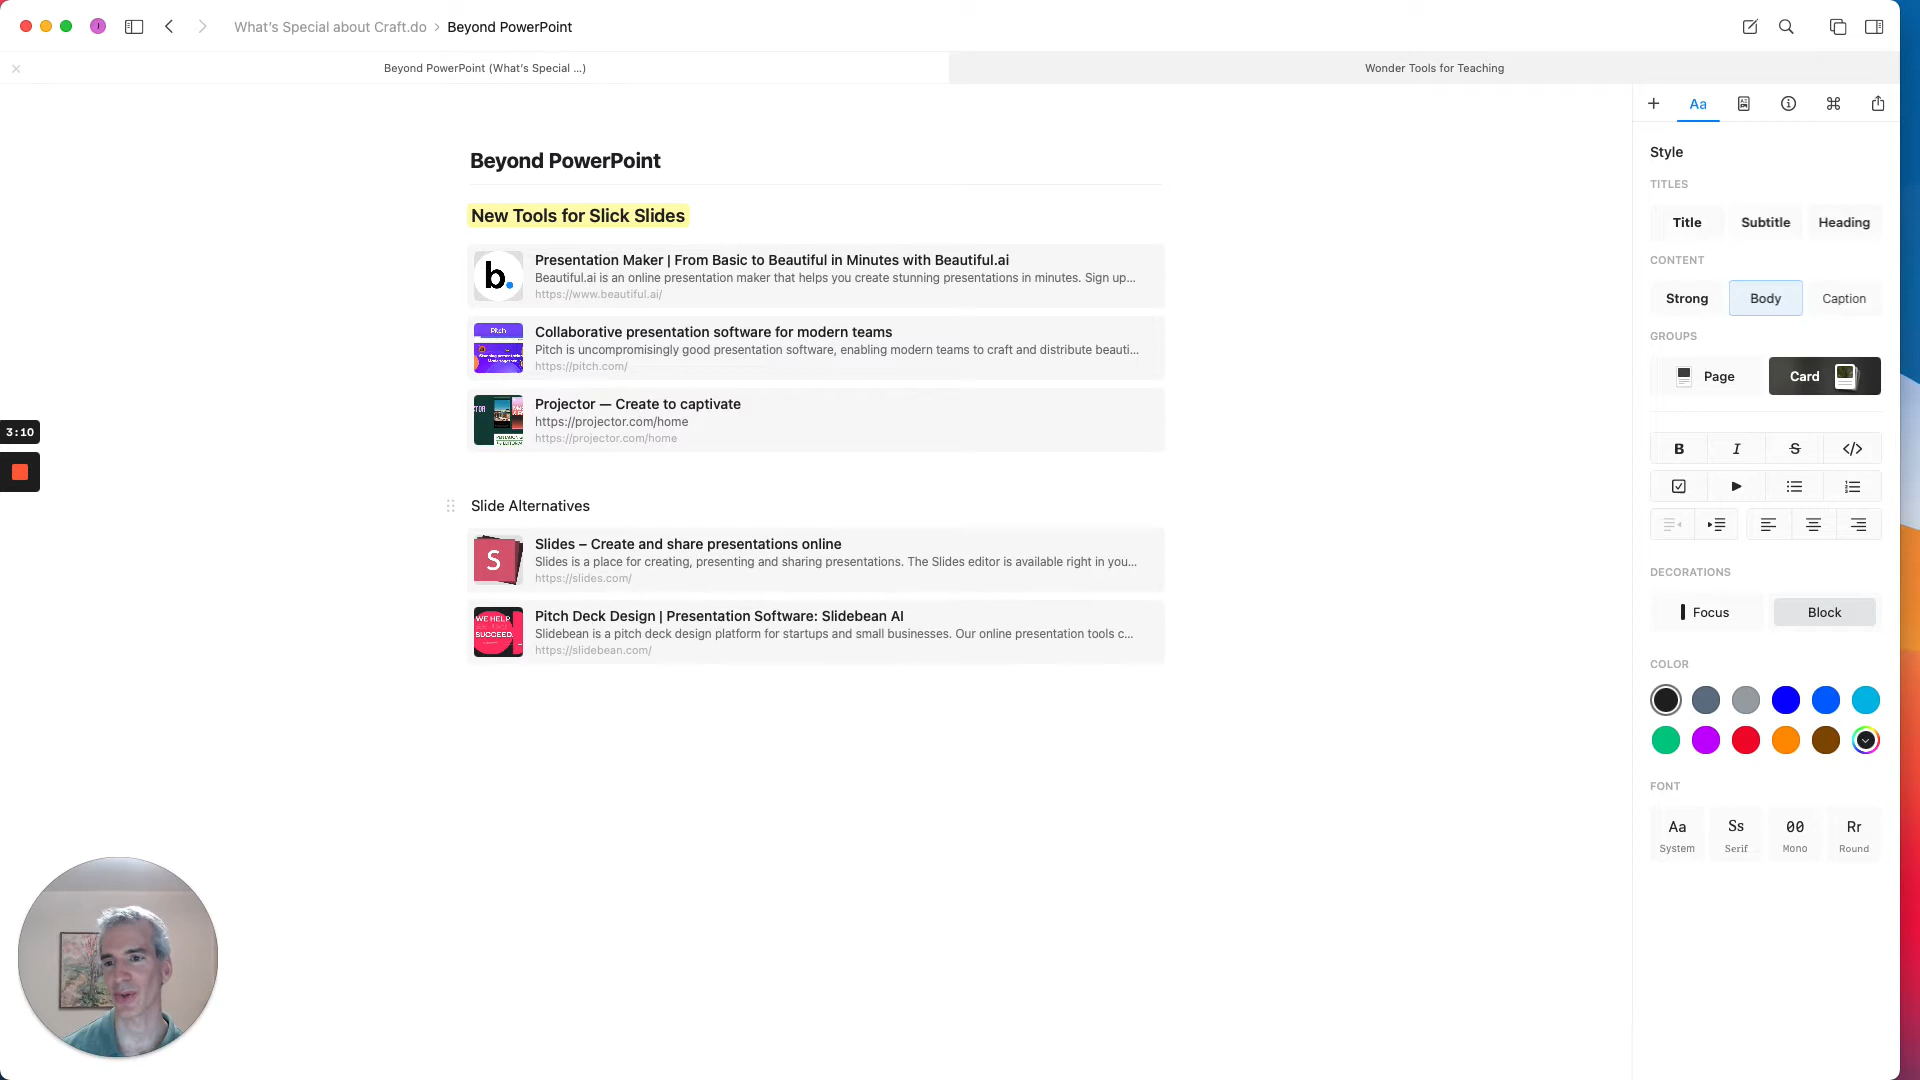 What's Special about Craft.do › Beyond PowerPoint
Beyond PowerPoint (What's Special ...)
Wonder Tools for Teaching
Aa
Beyond PowerPoint
New Tools for Slick Slides
b.
Presentation Maker | From Basic to Beautiful in Minutes with Beautiful.ai
Beautiful.ai is an online presentation maker that helps you create stunning presentations in minutes. Sign up...
https://www.beautiful.ai/
Pitch
Collaborative presentation software for modern teams
Pitch is uncompromisingly good presentation software, enabling modern teams to craft and distribute beauti...
https://pitch.com/
Projector — Create to captivate
https://projector.com/home
https://projector.com/home
3:10
Slide Alternatives
S
Slides – Create and share presentations online
Slides is a place for creating, presenting and sharing presentations. The Slides editor is available right in you...
https://slides.com/
WE HELP
SUCCEED.
Pitch Deck Design | Presentation Software: Slidebean AI
Slidebean is a pitch deck design platform for startups and small businesses. Our online presentation tools c...
https://slidebean.com/
Style
TITLES
Title Subtitle Heading
CONTENT
Strong Body Caption
GROUPS
Page Card
B I S </>
DECORATIONS
Focus Block
COLOR
FONT
Aa Ss 00 Rr
System Serif Mono Round